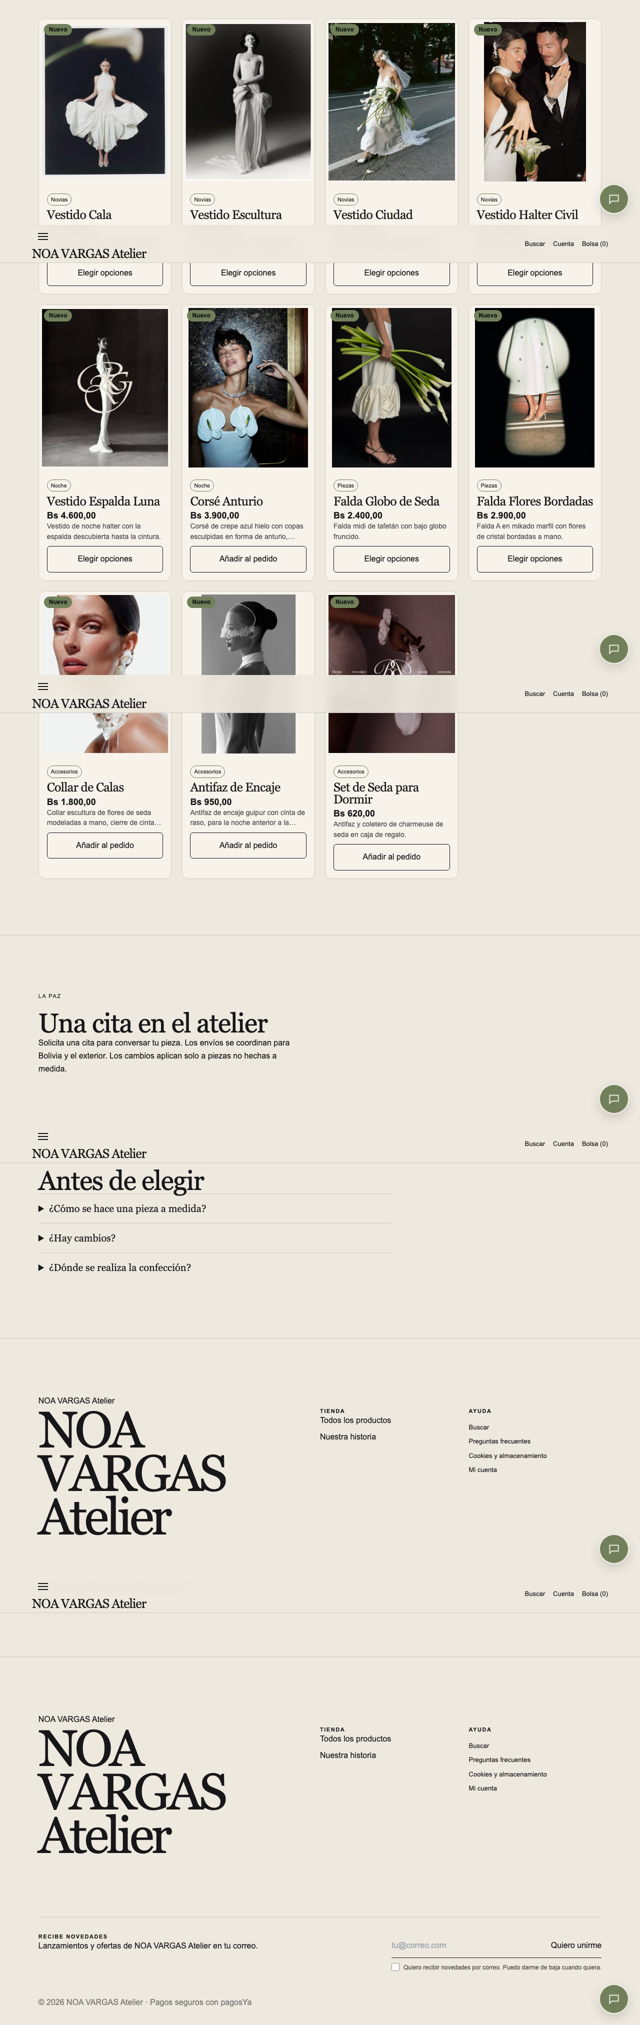 Nuevo
Nuevo
Nuevo
Nuevo
Novias
Novias
Novias
Novias
Vestido Cala
Vestido Escultura
Vestido Ciudad
Vestido Halter Civil
NOA VARGAS Atelier
Buscar
Cuenta
Bolsa (0)
Elegir opciones
Elegir opciones
Elegir opciones
Elegir opciones
Nuevo
Noche
Vestido Espalda Luna
Bs 4.600,00
Vestido de noche halter con la
espalda descubierta hasta la cintura.
Elegir opciones
Nuevo
Noche
Corsé Anturio
Bs 3.900,00
Corsé de crepe azul hielo con copas
esculpidas en forma de anturio,…
Añadir al pedido
Nuevo
Piezas
Falda Globo de Seda
Bs 2.400,00
Falda midi de tafetán con bajo globo
fruncido.
Elegir opciones
Nuevo
Piezas
Falda Flores Bordadas
Bs 2.900,00
Falda A en mikado marfil con flores
de cristal bordadas a mano.
Elegir opciones
Nuevo
Nuevo
Nuevo
NOA VARGAS Atelier
Buscar
Cuenta
Bolsa (0)
Accesorios
Collar de Calas
Bs 1.800,00
Collar escultura de flores de seda
modeladas a mano, cierre de cinta…
Añadir al pedido
Accesorios
Antifaz de Encaje
Bs 950,00
Antifaz de encaje guipur con cinta de
raso, para la noche anterior a la…
Añadir al pedido
Accesorios
Set de Seda para
Dormir
Bs 620,00
Antifaz y coletero de charmeuse de
seda en caja de regalo.
Añadir al pedido
LA PAZ
Una cita en el atelier
Solicita una cita para conversar tu pieza. Los envíos se coordinan para
Bolivia y el exterior. Los cambios aplican solo a piezas no hechas a
medida.
NOA VARGAS Atelier
Buscar
Cuenta
Bolsa (0)
Antes de elegir
¿Cómo se hace una pieza a medida?
¿Hay cambios?
¿Dónde se realiza la confección?
NOA VARGAS Atelier
NOA
VARGAS
Atelier
TIENDA
Todos los productos
Nuestra historia
AYUDA
Buscar
Preguntas frecuentes
Cookies y almacenamiento
Mi cuenta
NOA VARGAS Atelier
Buscar
Cuenta
Bolsa (0)
NOA VARGAS Atelier
NOA
VARGAS
Atelier
TIENDA
Todos los productos
Nuestra historia
AYUDA
Buscar
Preguntas frecuentes
Cookies y almacenamiento
Mi cuenta
RECIBE NOVEDADES
Lanzamientos y ofertas de NOA VARGAS Atelier en tu correo.
tu@correo.com
Quiero unirme
Quiero recibir novedades por correo. Puedo darme de baja cuando quiera.
© 2026 NOA VARGAS Atelier · Pagos seguros con pagosYa